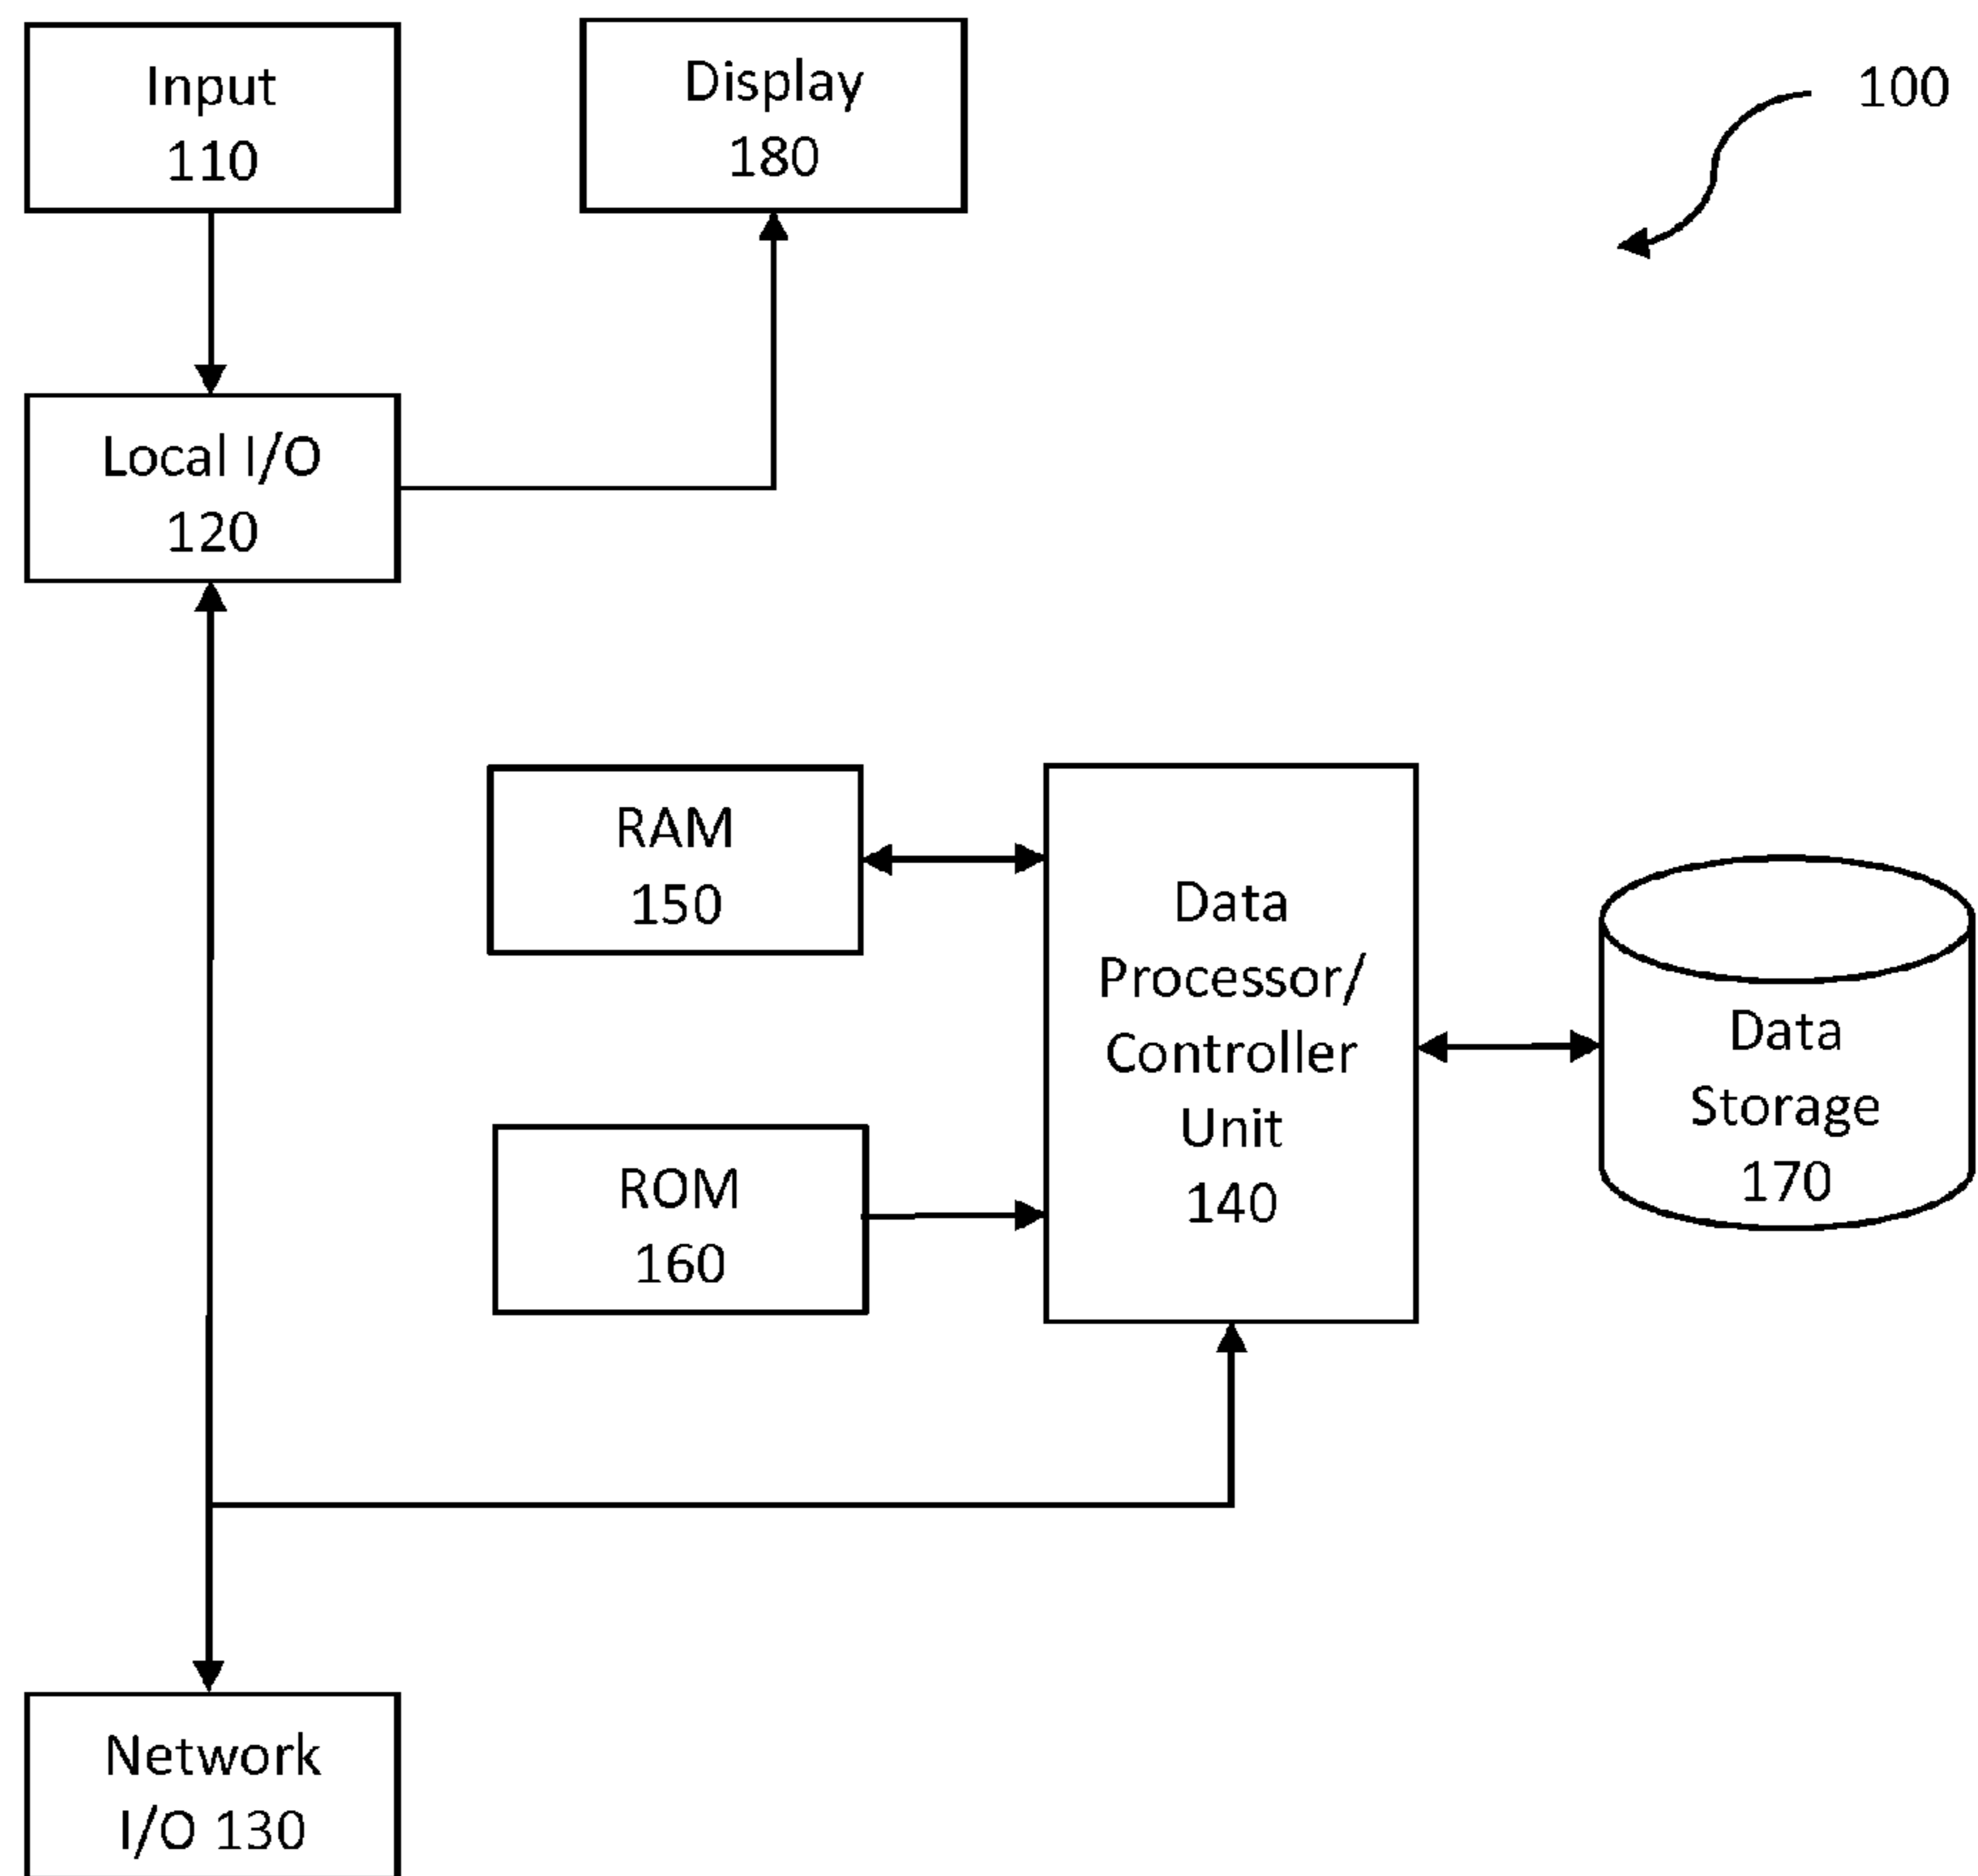 Input
110
Display
180
100
Local I/O
120
RAM
150
Data
Processor/
Controller
Unit
140
Data
Storage
170
ROM
160
Network
I/O 130